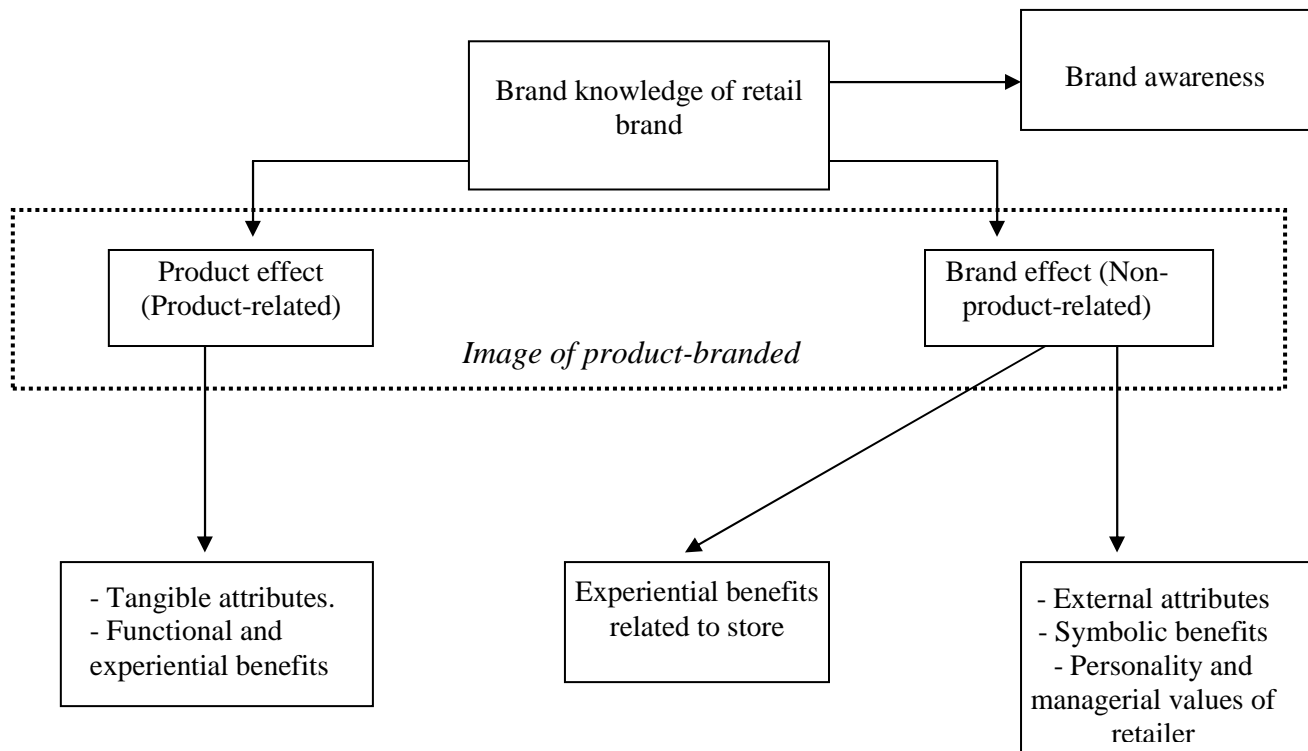 Brand knowledge of retail
brand
Brand awareness
Product effect
(Product-related)
Brand effect (Non-
product-related)
Image of product-branded
- Tangible attributes.
- Functional and
experiential benefits
Experiential benefits
related to store
- External attributes
- Symbolic benefits
- Personality and
managerial values of
retailer